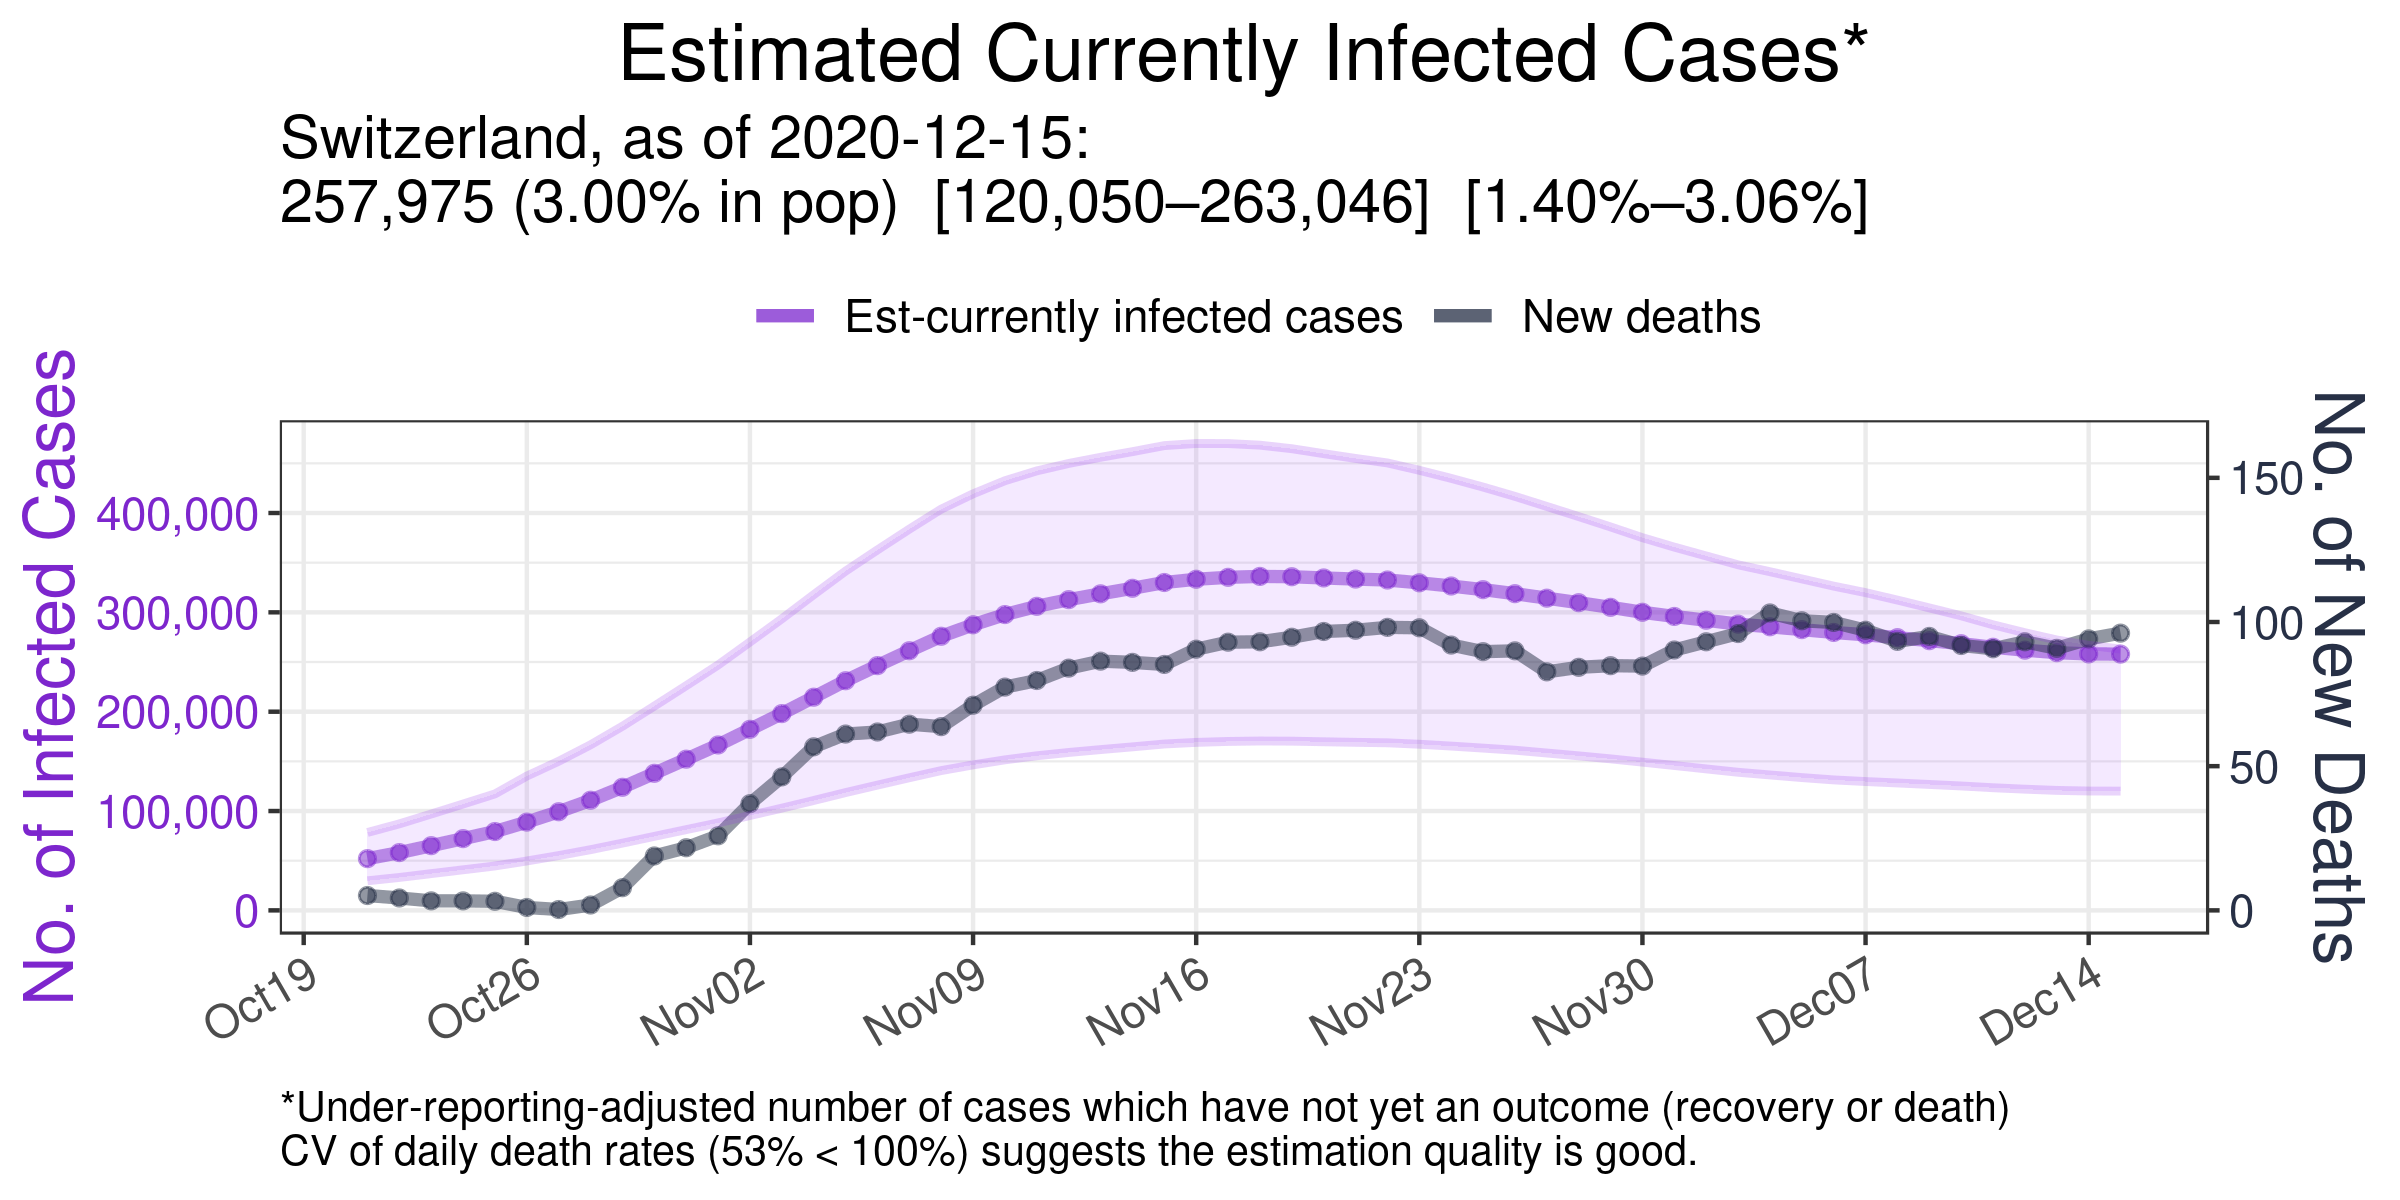 Estimated Currently Infected Cases*
Switzerland, as of 2020-12-15:
257,975 (3.00% in pop)  [120,050–263,046]  [1.40%–3.06%]
Est-currently infected cases
New deaths
No. of Infected Cases
400,000
300,000
200,000
100,000
0
150
100
50
0
No. of New Deaths
Oct19
Oct26
Nov02
Nov09
Nov16
Nov23
Nov30
Dec07
Dec14
*Under-reporting-adjusted number of cases which have not yet an outcome (recovery or death)
CV of daily death rates (53% < 100%) suggests the estimation quality is good.